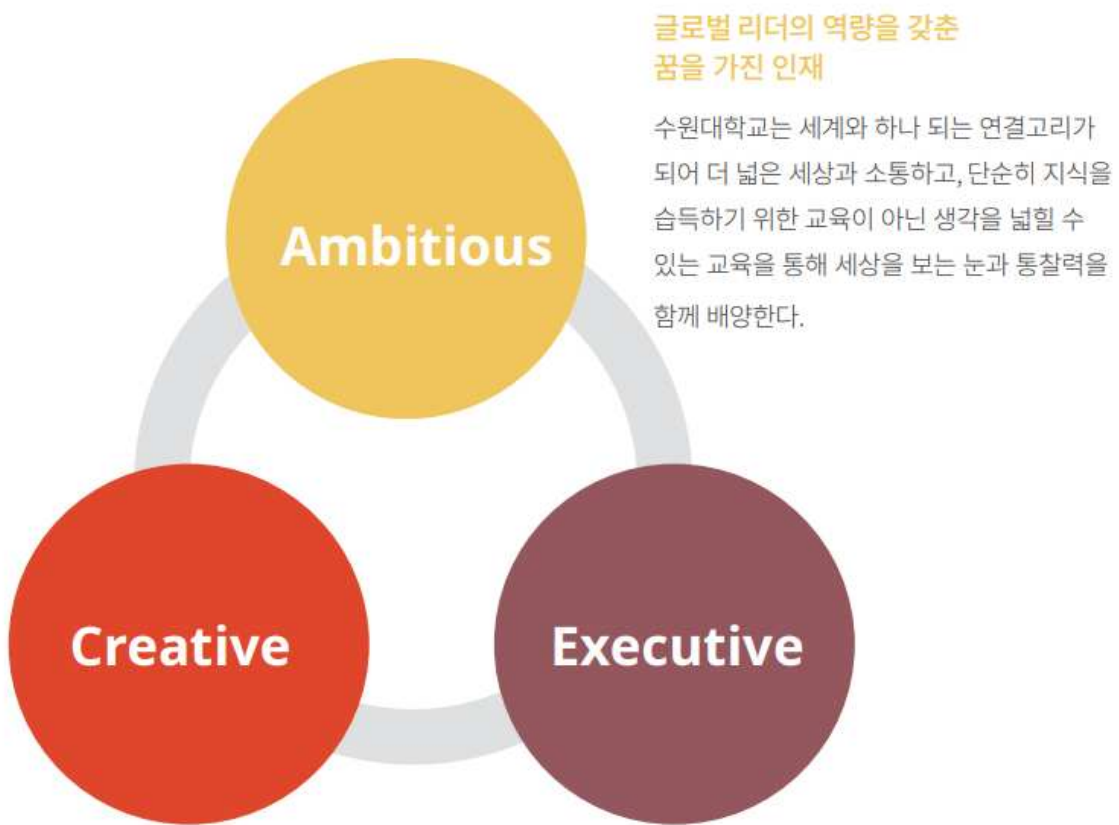 글로벌 리더의 역량을 갖춘
꿈을 가진 인재
수원대학교는 세계와 하나 되는 연결고리가
되어 더 넓은 세상과 소통하고, 단순히 지식을
습득하기 위한 교육이 아닌 생각을 넓힐 수
있는 교육을 통해 세상을 보는 눈과 통찰력을
함께 배양한다.
Ambitious
Creative
Executive